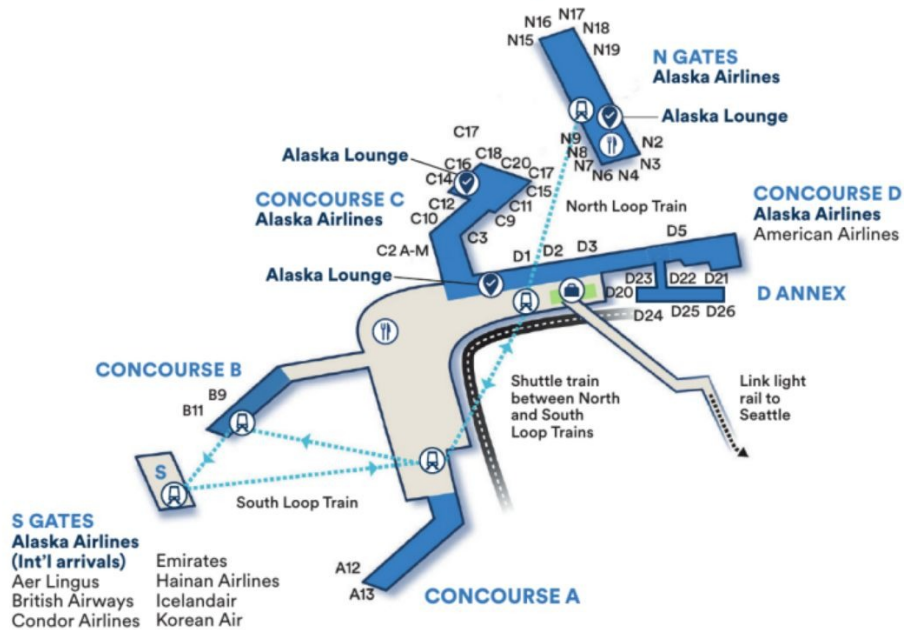 N17
N16
N18
N15
N19
N GATES
Alaska Airlines
Alaska Lounge
N9
N8
N7
N6
N4
N3
N2
C17
C18
Alaska Lounge
C16
C20
C14
C17
C15
C12
C11
C10
C9
C3
C2 A-M
CONCOURSE C
Alaska Airlines
North Loop Train
CONCOURSE D
Alaska Airlines
American Airlines
D1
D2
D3
D5
Alaska Lounge
D23
D22
D21
D20
D24
D25
D26
D ANNEX
CONCOURSE B
B9
B11
Shuttle train
between North
and South
Loop Trains
Link light
rail to
Seattle
S
South Loop Train
S GATES
Alaska Airlines
(Int'l arrivals)
Aer Lingus
British Airways
Condor Airlines
Emirates
Hainan Airlines
Icelandair
Korean Air
A12
A13
CONCOURSE A